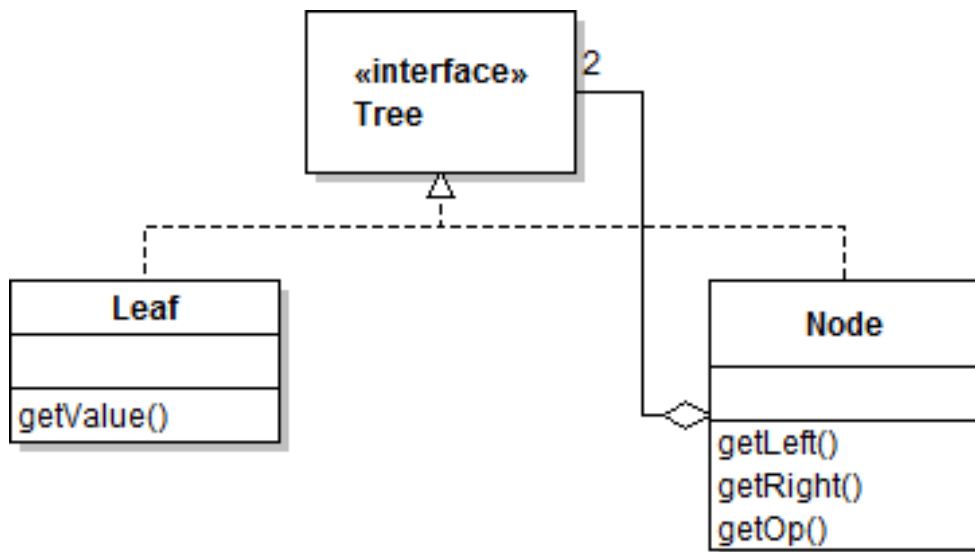 «interface»
Tree
2
Leaf
getValue()
Node
getLeft()
getRight()
getOp()